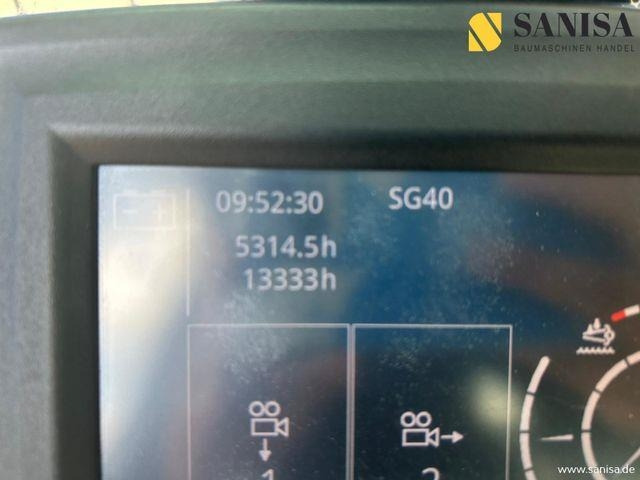 SANISA
BAUMASCHINEN HANDEL
09:52:30 SG40
5314.5h
13333h
1 2
www.sanisa.de